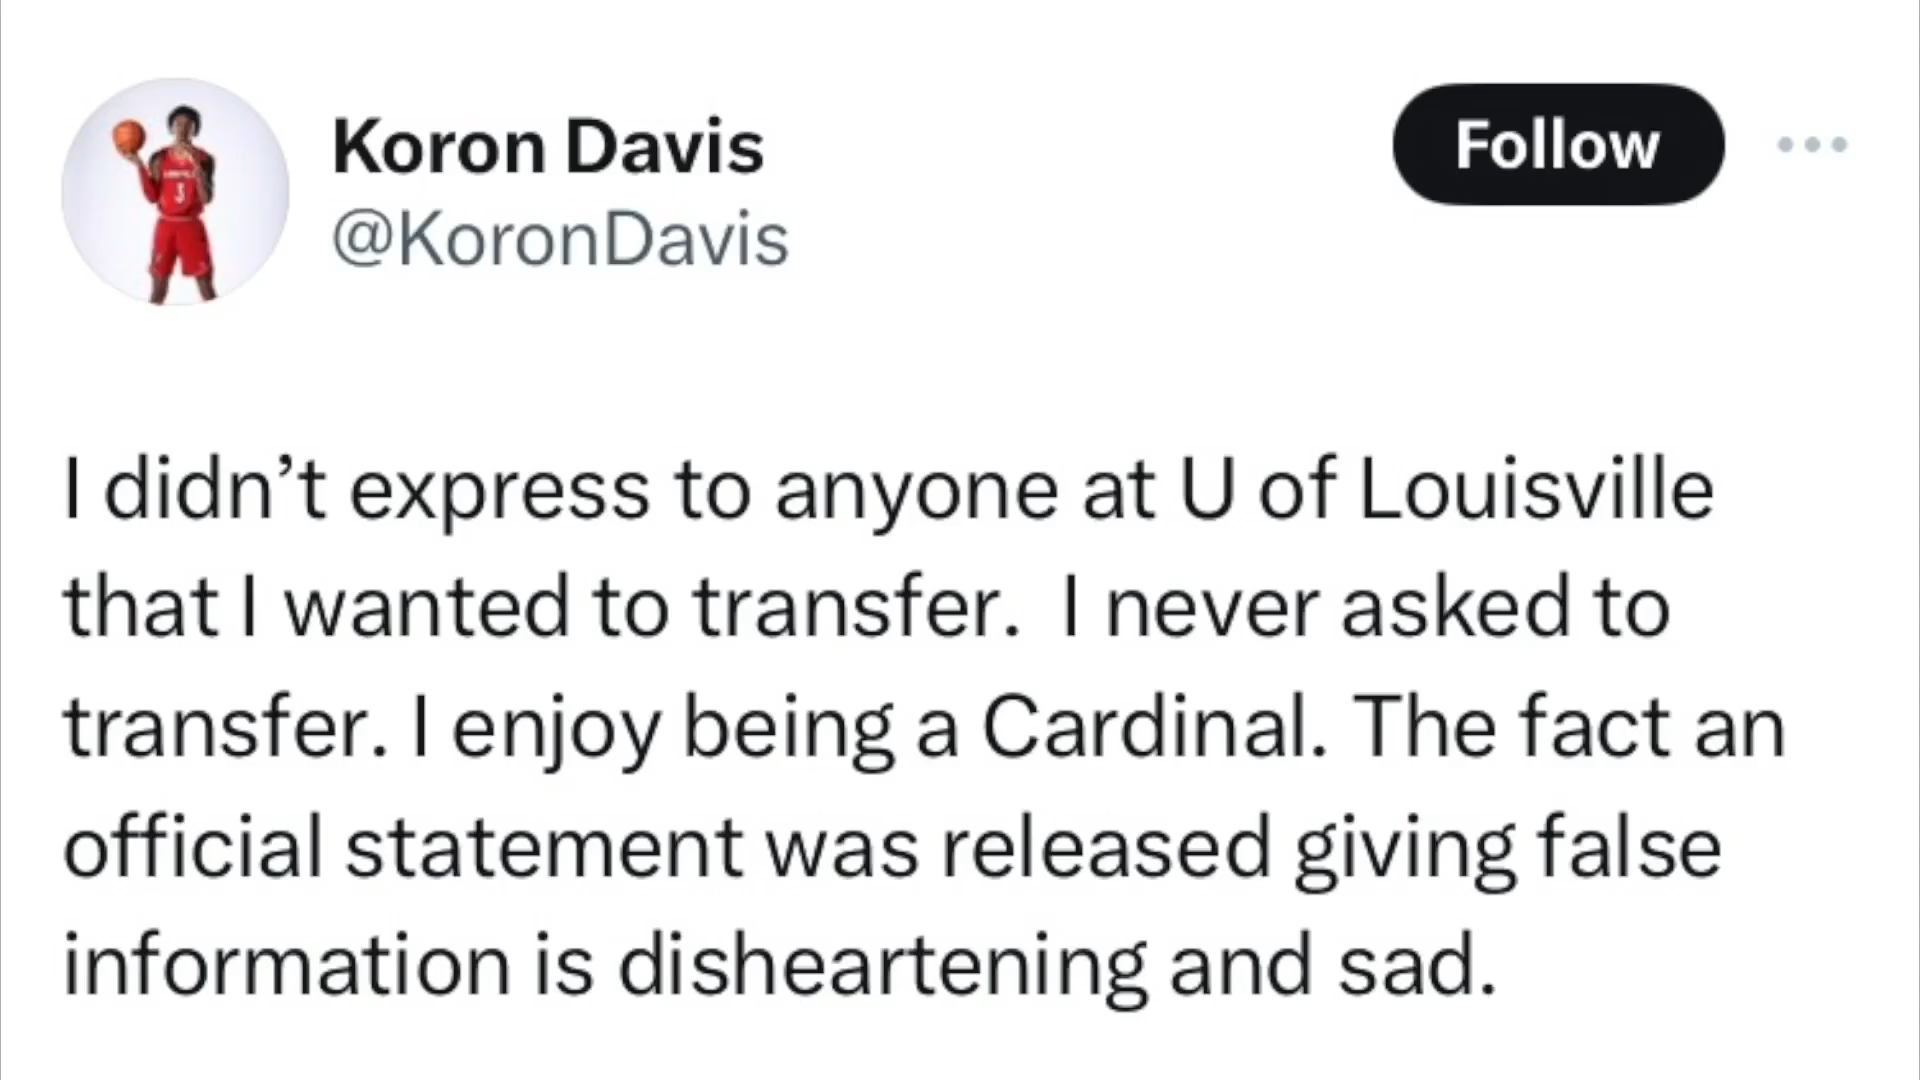 Koron Davis
@KoronDavis
Follow
I didn’t express to anyone at U of Louisville
that I wanted to transfer.  I never asked to
transfer. I enjoy being a Cardinal. The fact an
official statement was released giving false
information is disheartening and sad.